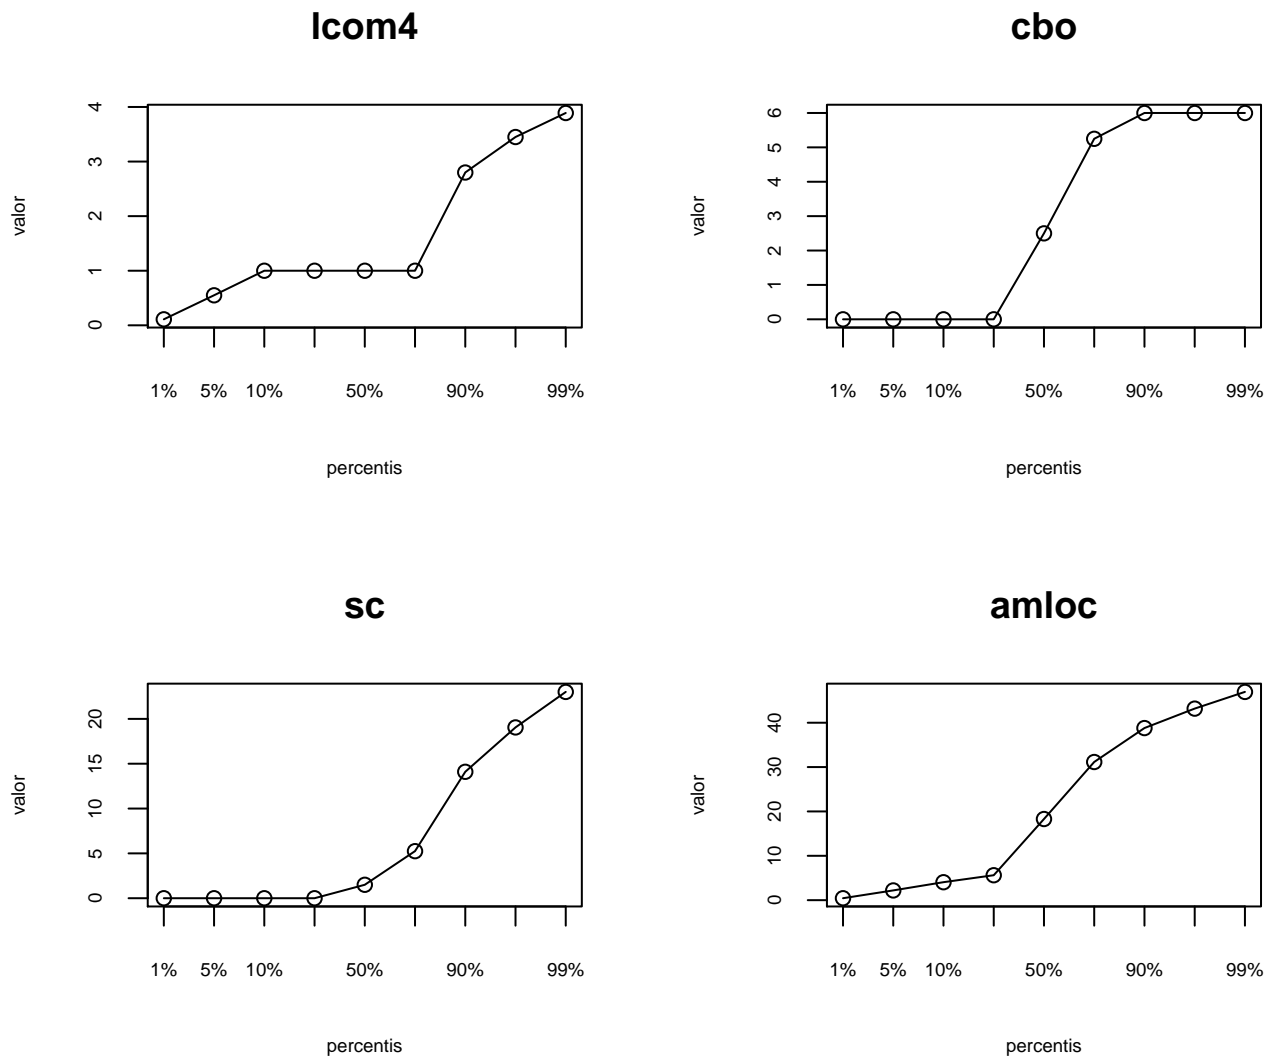 lcom4
valor
0 1 2 3 4
1% 5% 10% 50% 90% 99%
percentis
cbo
valor
0 1 2 3 4 5 6
1% 5% 10% 50% 90% 99%
percentis
sc
valor
0 5 10 15 20
1% 5% 10% 50% 90% 99%
percentis
amloc
valor
0 10 20 30 40
1% 5% 10% 50% 90% 99%
percentis